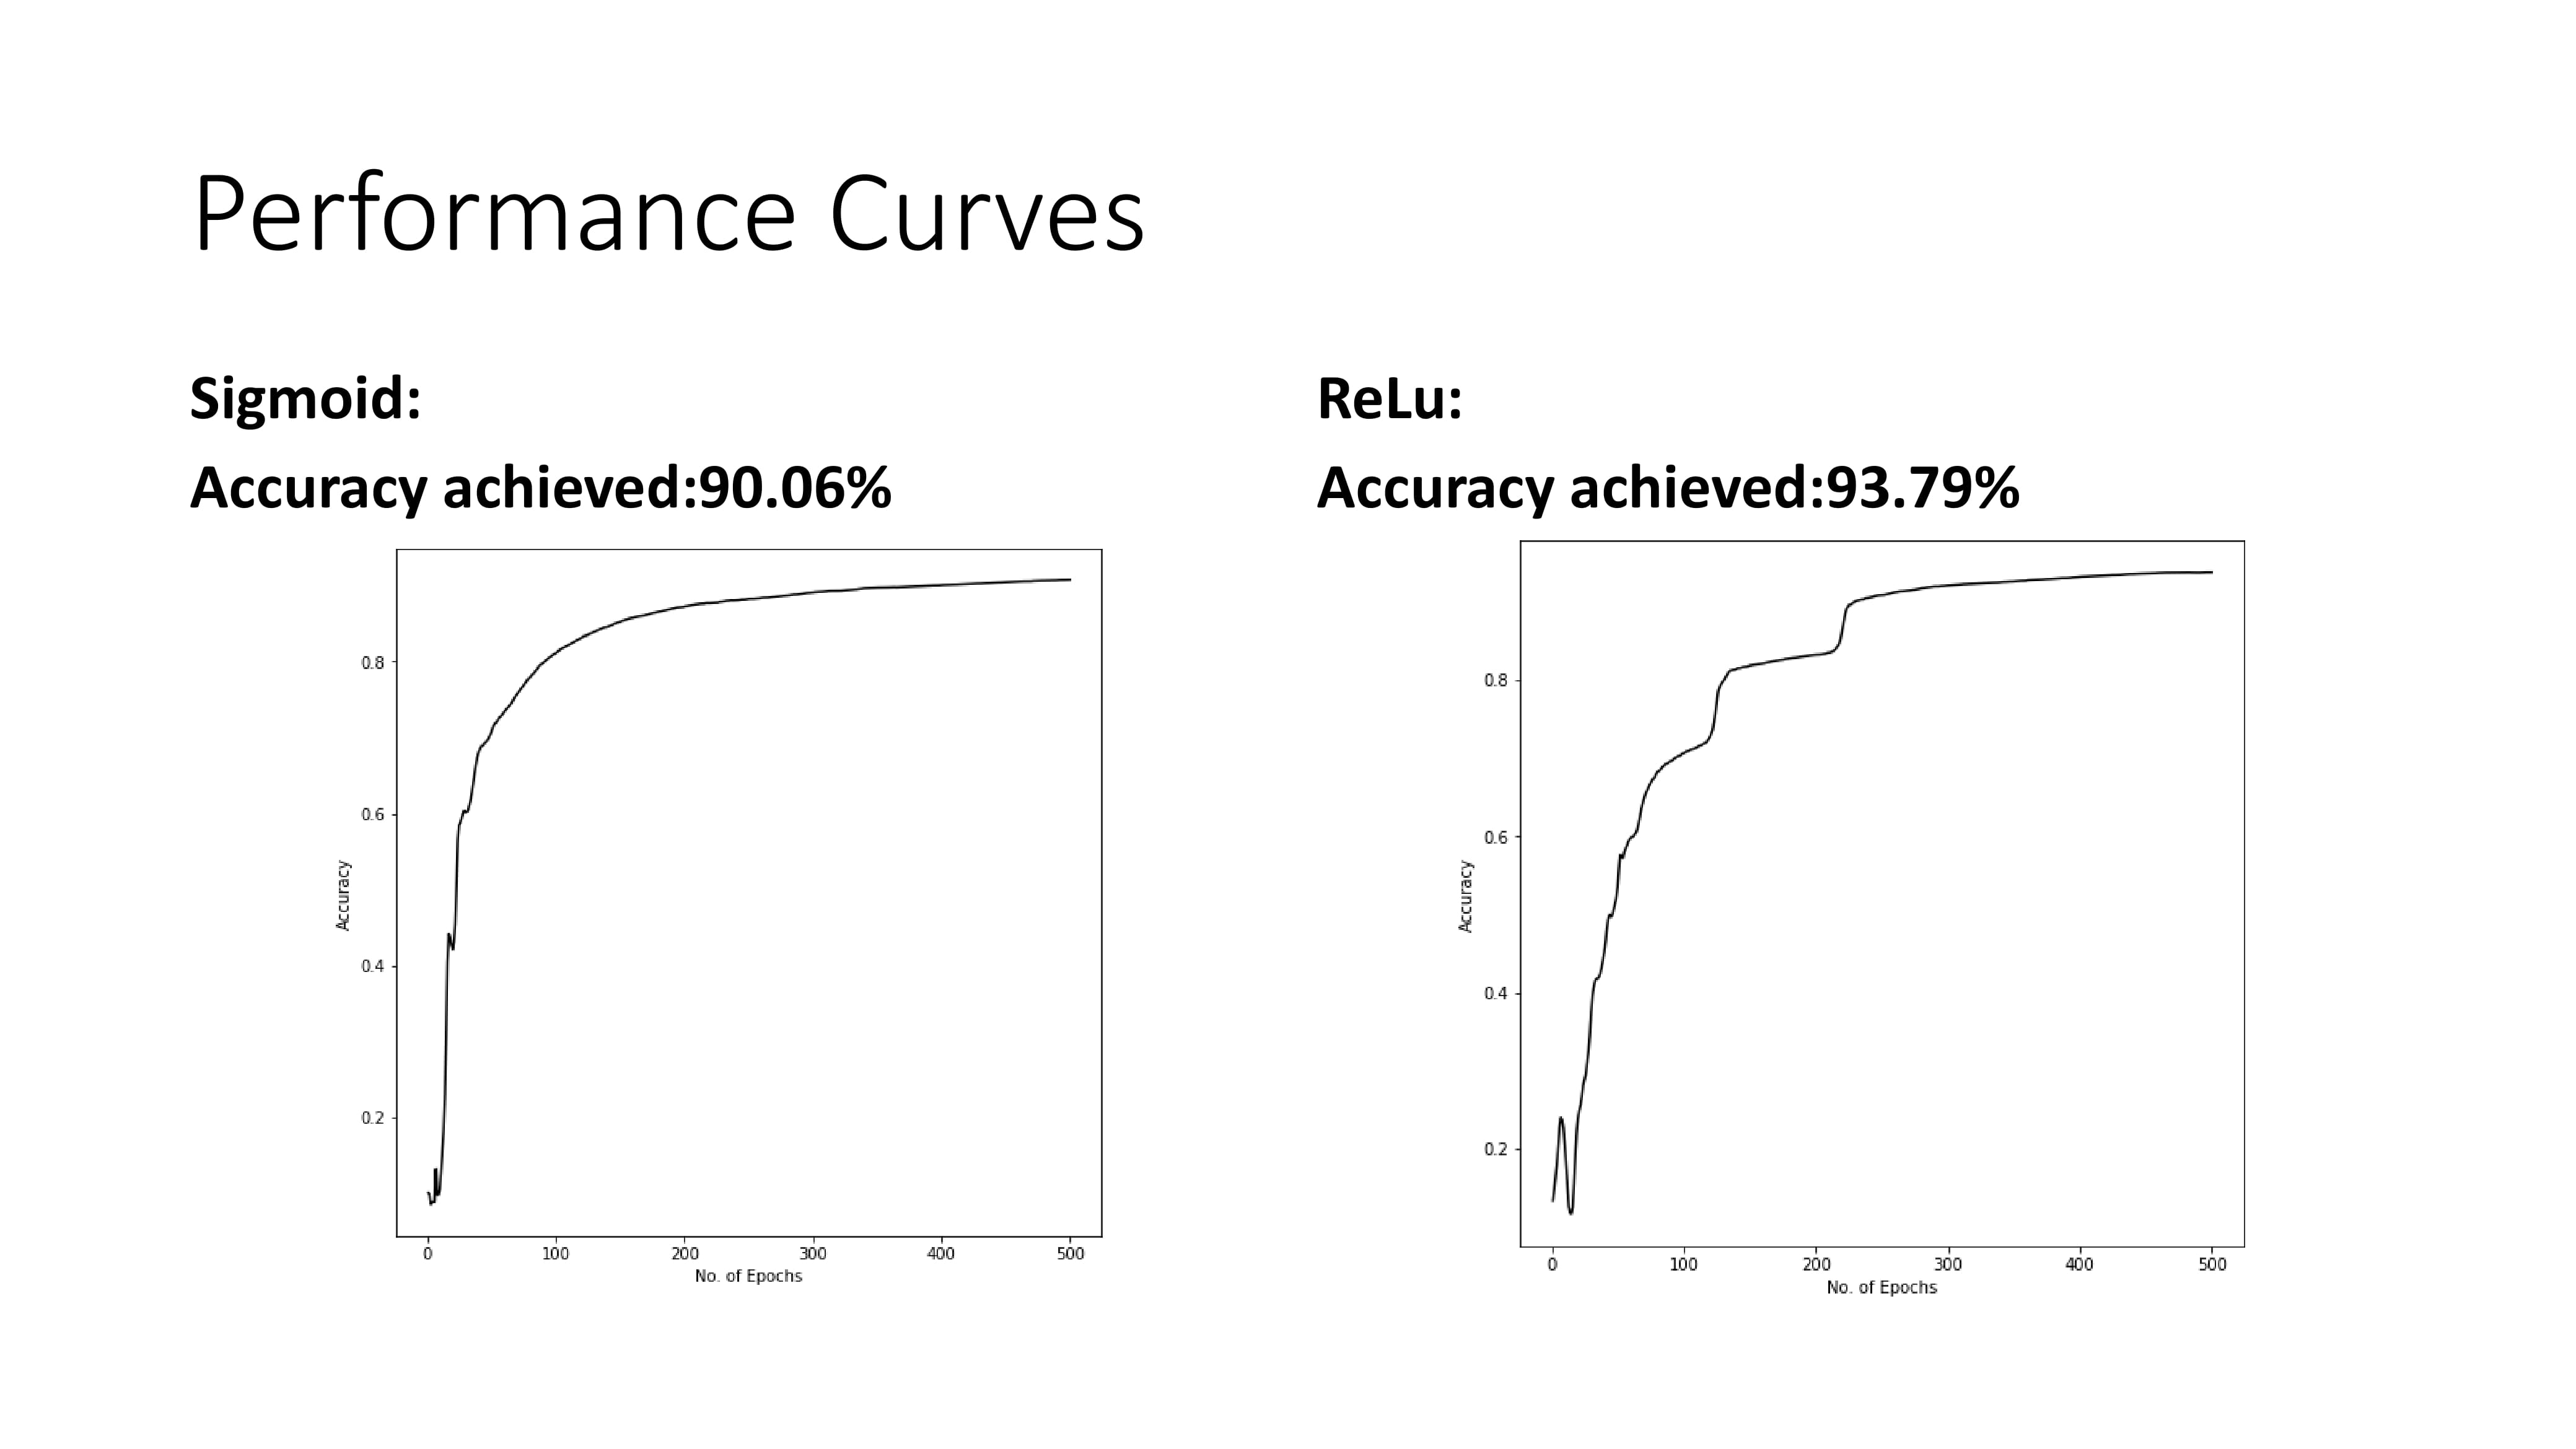 Performance Curves
Sigmoid:
Accuracy achieved:90.06%
0.8
0.6
0.4
0.2
Accuracy
0 100 200 300 400 500
No. of Epochs
ReLu:
Accuracy achieved:93.79%
0.8
0.6
0.4
0.2
Accuracy
0 100 200 300 400 500
No. of Epochs